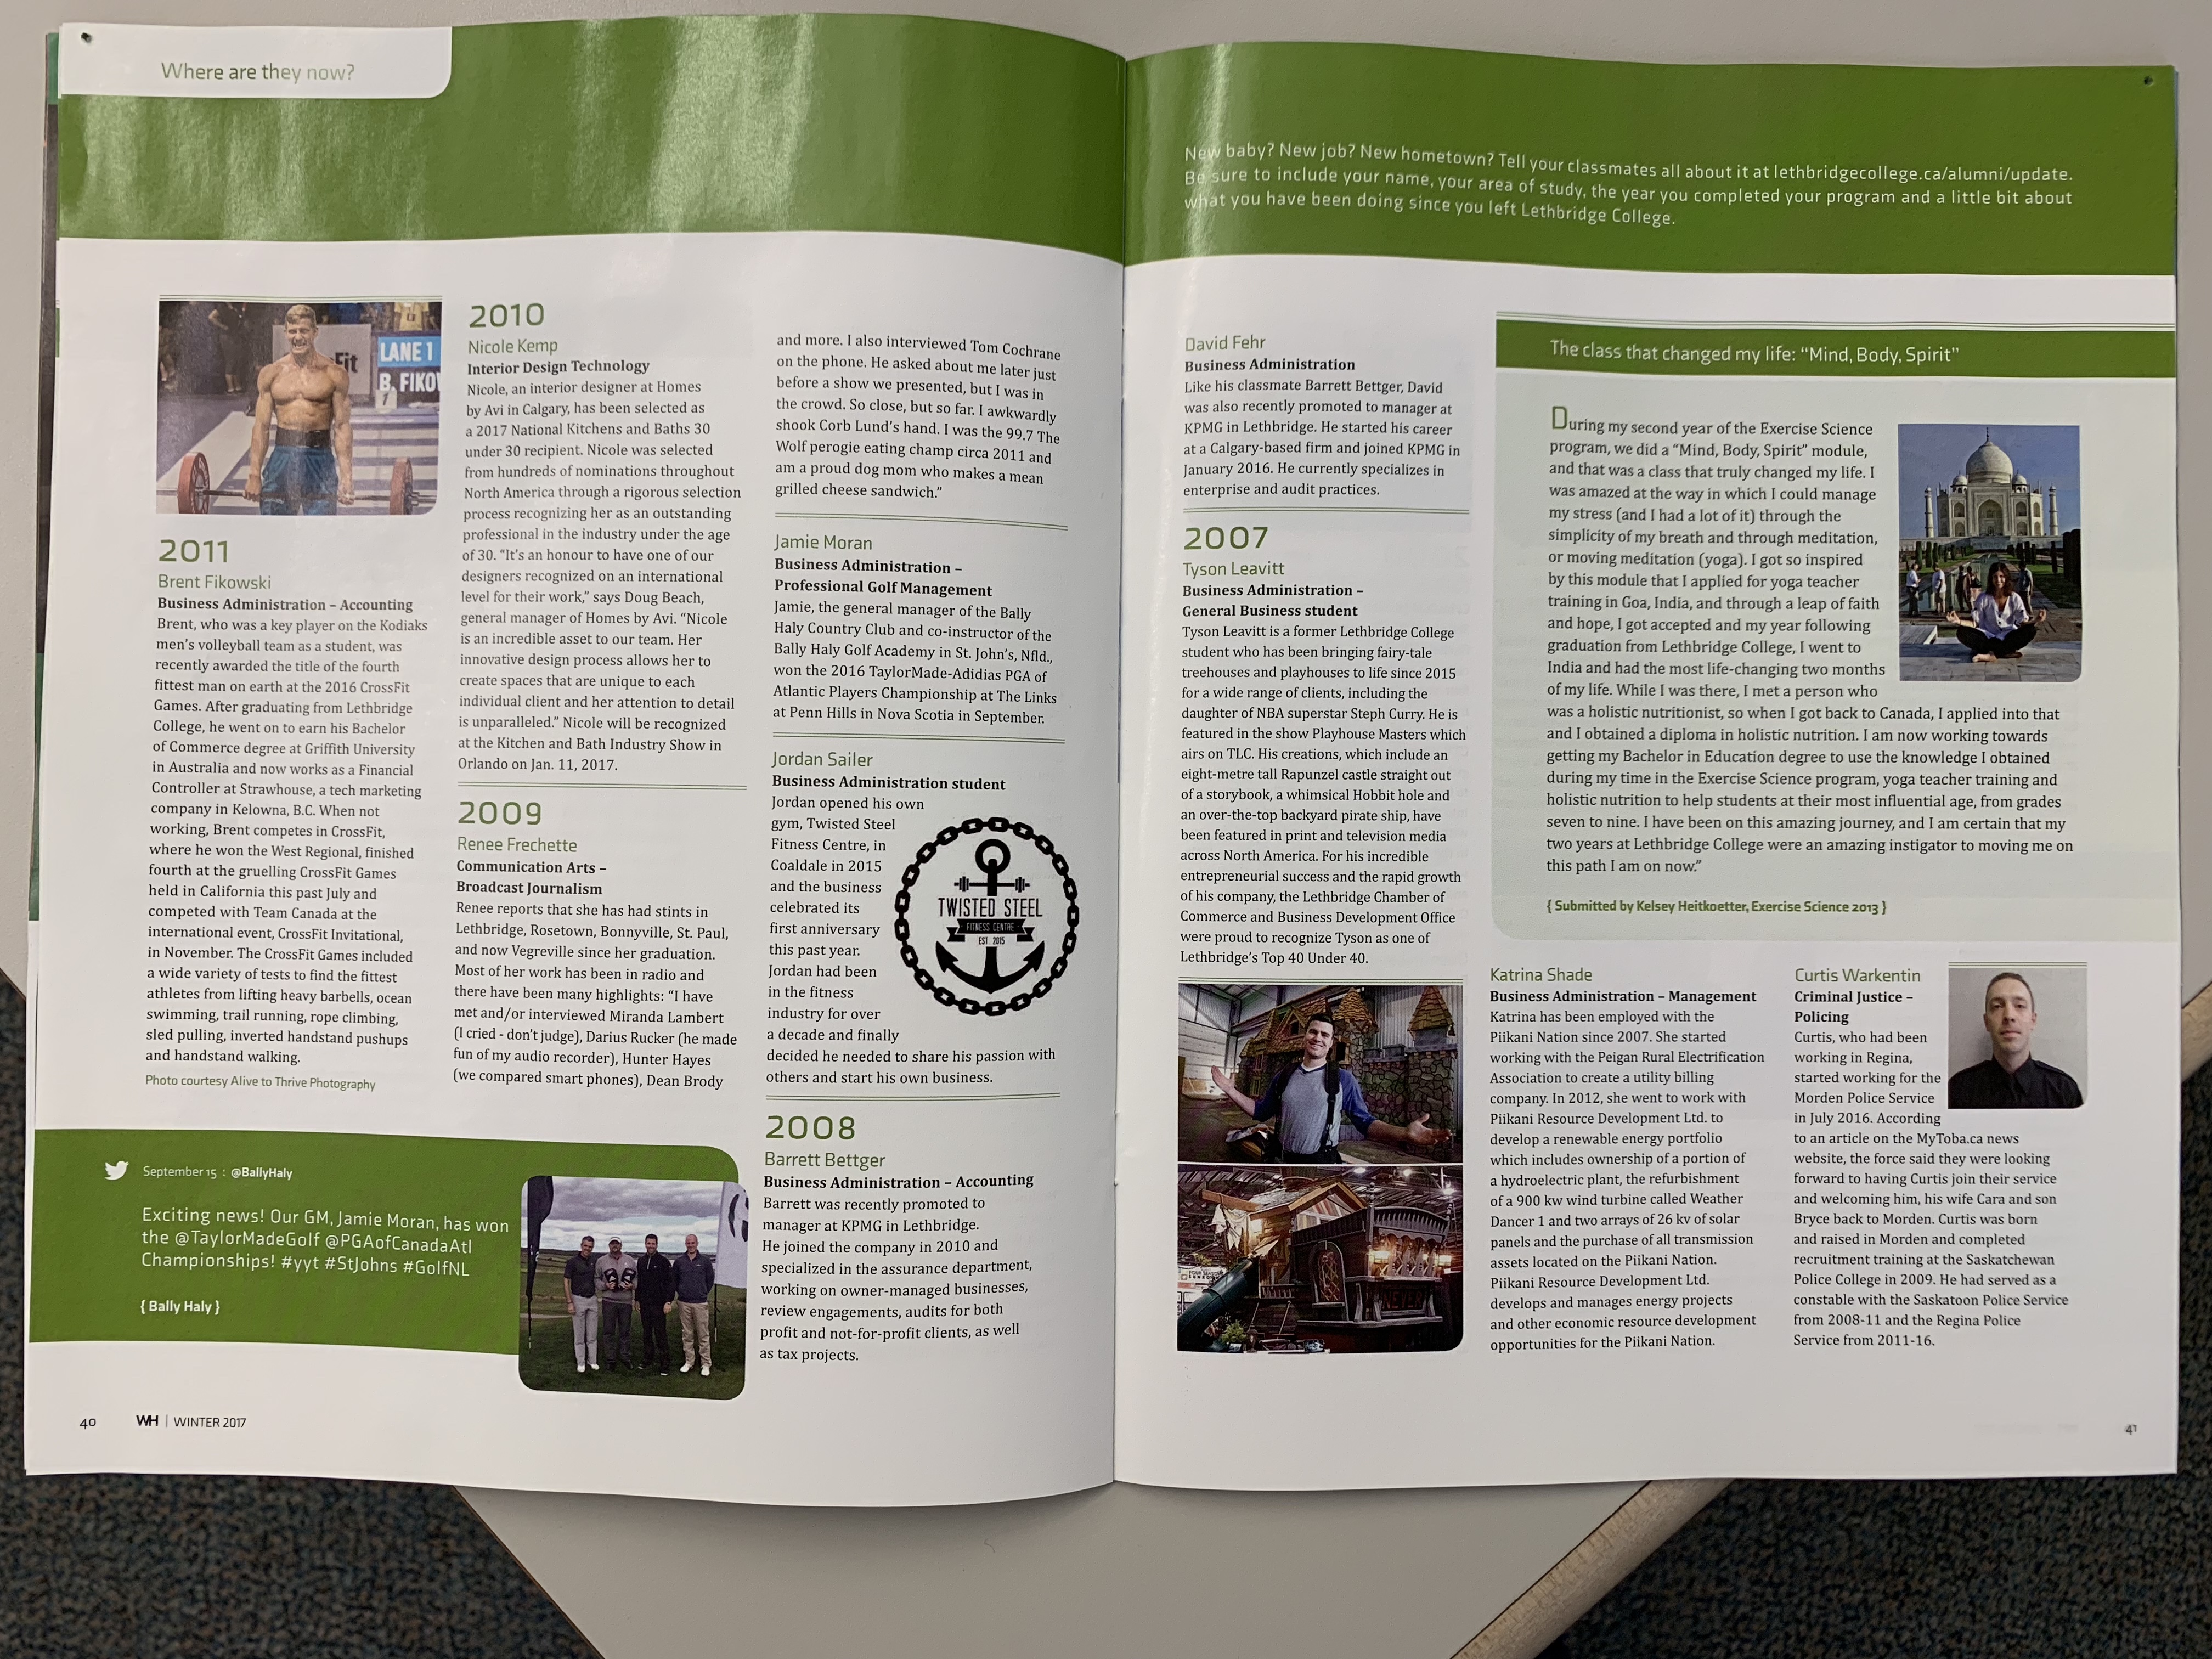 Where are they now?
Fit
LANE 1
B. FIKO
2011
Brent Fikowski
Business Administration – Accounting
Brent, who was a key player on the Kodiaks
men's volleyball team as a student, was
recently awarded the title of the fourth
fittest man on earth at the 2016 CrossFit
Games. After graduating from Lethbridge
College, he went on to earn his Bachelor
of Commerce degree at Griffith University
in Australia and now works as a Financial
Controller at Strawhouse, a tech marketing
company in Kelowna, B.C. When not
working, Brent competes in CrossFit,
where he won the West Regional, finished
fourth at the gruelling CrossFit Games
held in California this past July and
competed with Team Canada at the
international event, CrossFit Invitational,
in November. The CrossFit Games included
a wide variety of tests to find the fittest
athletes from lifting heavy barbells, ocean
swimming, trail running, rope climbing,
sled pulling, inverted handstand pushups
and handstand walking.
Photo courtesy Alive to Thrive Photography
2010
Nicole Kemp
Interior Design Technology
Nicole, an interior designer at Homes
by Avi in Calgary, has been selected as
a 2017 National Kitchens and Baths 30
under 30 recipient. Nicole was selected
from hundreds of nominations throughout
North America through a rigorous selection
process recognizing her as an outstanding
professional in the industry under the age
of 30. "It's an honour to have one of our
designers recognized on an international
level for their work," says Doug Beach,
general manager of Homes by Avi. "Nicole
is an incredible asset to our team. Her
innovative design process allows her to
create spaces that are unique to each
individual client and her attention to detail
is unparalleled." Nicole will be recognized
at the Kitchen and Bath Industry Show in
Orlando on Jan. 11, 2017.
2009
Renee Frechette
Communication Arts –
Broadcast Journalism
Renee reports that she has had stints in
Lethbridge, Rosetown, Bonnyville, St. Paul,
and now Vegreville since her graduation.
Most of her work has been in radio and
there have been many highlights: "I have
met and/or interviewed Miranda Lambert
(I cried - don't judge), Darius Rucker (he made
fun of my audio recorder), Hunter Hayes
(we compared smart phones), Dean Brody
and more. I also interviewed Tom Cochrane
on the phone. He asked about me later just
before a show we presented, but I was in
the crowd. So close, but so far. I awkwardly
shook Corb Lund's hand. I was the 99.7 The
Wolf perogie eating champ circa 2011 and
am a proud dog mom who makes a mean
grilled cheese sandwich."
Jamie Moran
Business Administration –
Professional Golf Management
Jamie, the general manager of the Bally
Haly Country Club and co-instructor of the
Bally Haly Golf Academy in St. John's, Nfld.,
won the 2016 TaylorMade-Adidias PGA of
Atlantic Players Championship at The Links
at Penn Hills in Nova Scotia in September.
Jordan Sailer
Business Administration student
Jordan opened his own
gym, Twisted Steel
Fitness Centre, in
Coaldale in 2015
and the business
celebrated its
first anniversary
this past year.
Jordan had been
in the fitness
industry for over
a decade and finally
decided he needed to share his passion with
others and start his own business.
TWISTED STEEL
FITNESS CENTRE
EST. 2015
2008
Barrett Bettger
Business Administration – Accounting
Barrett was recently promoted to
manager at KPMG in Lethbridge.
He joined the company in 2010 and
specialized in the assurance department,
working on owner-managed businesses,
review engagements, audits for both
profit and not-for-profit clients, as well
as tax projects.
September 15 : @BallyHaly
Exciting news! Our GM, Jamie Moran, has won
the @TaylorMadeGolf @PGAofCanadaAtl
Championships! #yyt #StJohns #GolfNL
{ Bally Haly }
40 WH | WINTER 2017
New baby? New job? New hometown? Tell your classmates all about it at lethbridgecollege.ca/alumni/update.
Be sure to include your name, your area of study, the year you completed your program and a little bit about
what you have been doing since you left Lethbridge College.
David Fehr
Business Administration
Like his classmate Barrett Bettger, David
was also recently promoted to manager at
KPMG in Lethbridge. He started his career
at a Calgary-based firm and joined KPMG in
January 2016. He currently specializes in
enterprise and audit practices.
2007
Tyson Leavitt
Business Administration –
General Business student
Tyson Leavitt is a former Lethbridge College
student who has been bringing fairy-tale
treehouses and playhouses to life since 2015
for a wide range of clients, including the
daughter of NBA superstar Steph Curry. He is
featured in the show Playhouse Masters which
airs on TLC. His creations, which include an
eight-metre tall Rapunzel castle straight out
of a storybook, a whimsical Hobbit hole and
an over-the-top backyard pirate ship, have
been featured in print and television media
across North America. For his incredible
entrepreneurial success and the rapid growth
of his company, the Lethbridge Chamber of
Commerce and Business Development Office
were proud to recognize Tyson as one of
Lethbridge's Top 40 Under 40.
The class that changed my life: "Mind, Body, Spirit"
During my second year of the Exercise Science
program, we did a "Mind, Body, Spirit" module,
and that was a class that truly changed my life. I
was amazed at the way in which I could manage
my stress (and I had a lot of it) through the
simplicity of my breath and through meditation,
or moving meditation (yoga). I got so inspired
by this module that I applied for yoga teacher
training in Goa, India, and through a leap of faith
and hope, I got accepted and my year following
graduation from Lethbridge College, I went to
India and had the most life-changing two months
of my life. While I was there, I met a person who
was a holistic nutritionist, so when I got back to Canada, I applied into that
and I obtained a diploma in holistic nutrition. I am now working towards
getting my Bachelor in Education degree to use the knowledge I obtained
during my time in the Exercise Science program, yoga teacher training and
holistic nutrition to help students at their most influential age, from grades
seven to nine. I have been on this amazing journey, and I am certain that my
two years at Lethbridge College were an amazing instigator to moving me on
this path I am on now."
{ Submitted by Kelsey Heitkoetter, Exercise Science 2013 }
Katrina Shade
Business Administration – Management
Katrina has been employed with the
Piikani Nation since 2007. She started
working with the Peigan Rural Electrification
Association to create a utility billing
company. In 2012, she went to work with
Piikani Resource Development Ltd. to
develop a renewable energy portfolio
which includes ownership of a portion of
a hydroelectric plant, the refurbishment
of a 900 kw wind turbine called Weather
Dancer 1 and two arrays of 26 kv of solar
panels and the purchase of all transmission
assets located on the Piikani Nation.
Piikani Resource Development Ltd.
develops and manages energy projects
and other economic resource development
opportunities for the Piikani Nation.
Curtis Warkentin
Criminal Justice –
Policing
Curtis, who had been
working in Regina,
started working for the
Morden Police Service
in July 2016. According
to an article on the MyToba.ca news
website, the force said they were looking
forward to having Curtis join their service
and welcoming him, his wife Cara and son
Bryce back to Morden. Curtis was born
and raised in Morden and completed
recruitment training at the Saskatchewan
Police College in 2009. He had served as a
constable with the Saskatoon Police Service
from 2008-11 and the Regina Police
Service from 2011-16.
41